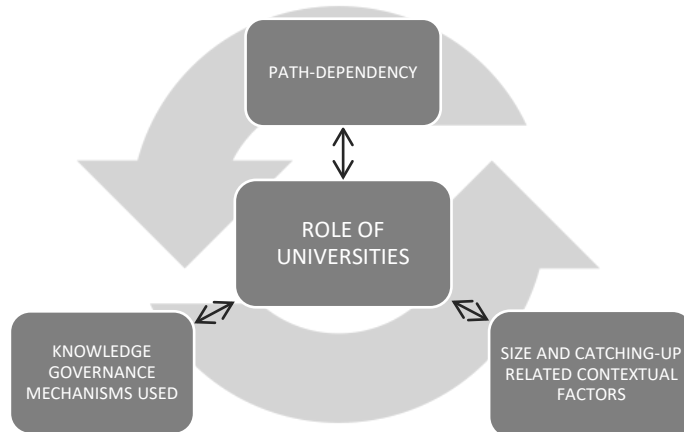 PATH-DEPENDENCY
ROLE OF
UNIVERSITIES
KNOWLEDGE
GOVERNANCE
MECHANISMS USED
SIZE AND CATCHING-UP
RELATED CONTEXTUAL
FACTORS